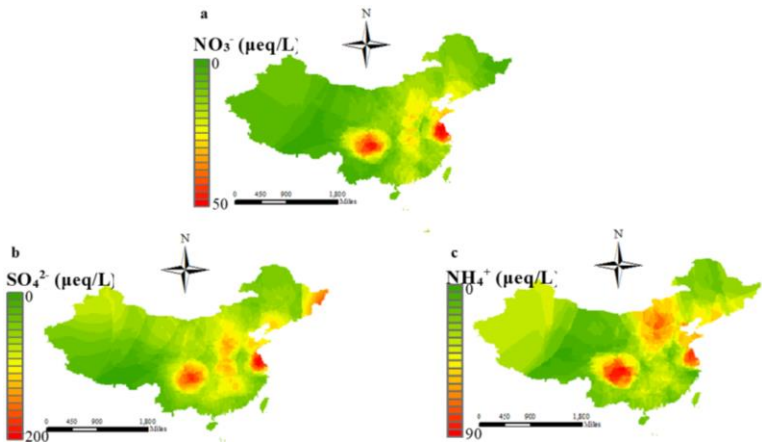 a
N
NO₃⁻ (µeq/L)
0
50
0 450 900 1,800
Miles
b
N
SO₄²⁻ (µeq/L)
0
200
0 450 900 1,800
Miles
c
N
NH₄⁺ (µeq/L)
0
90
0 450 900 1,800
Miles